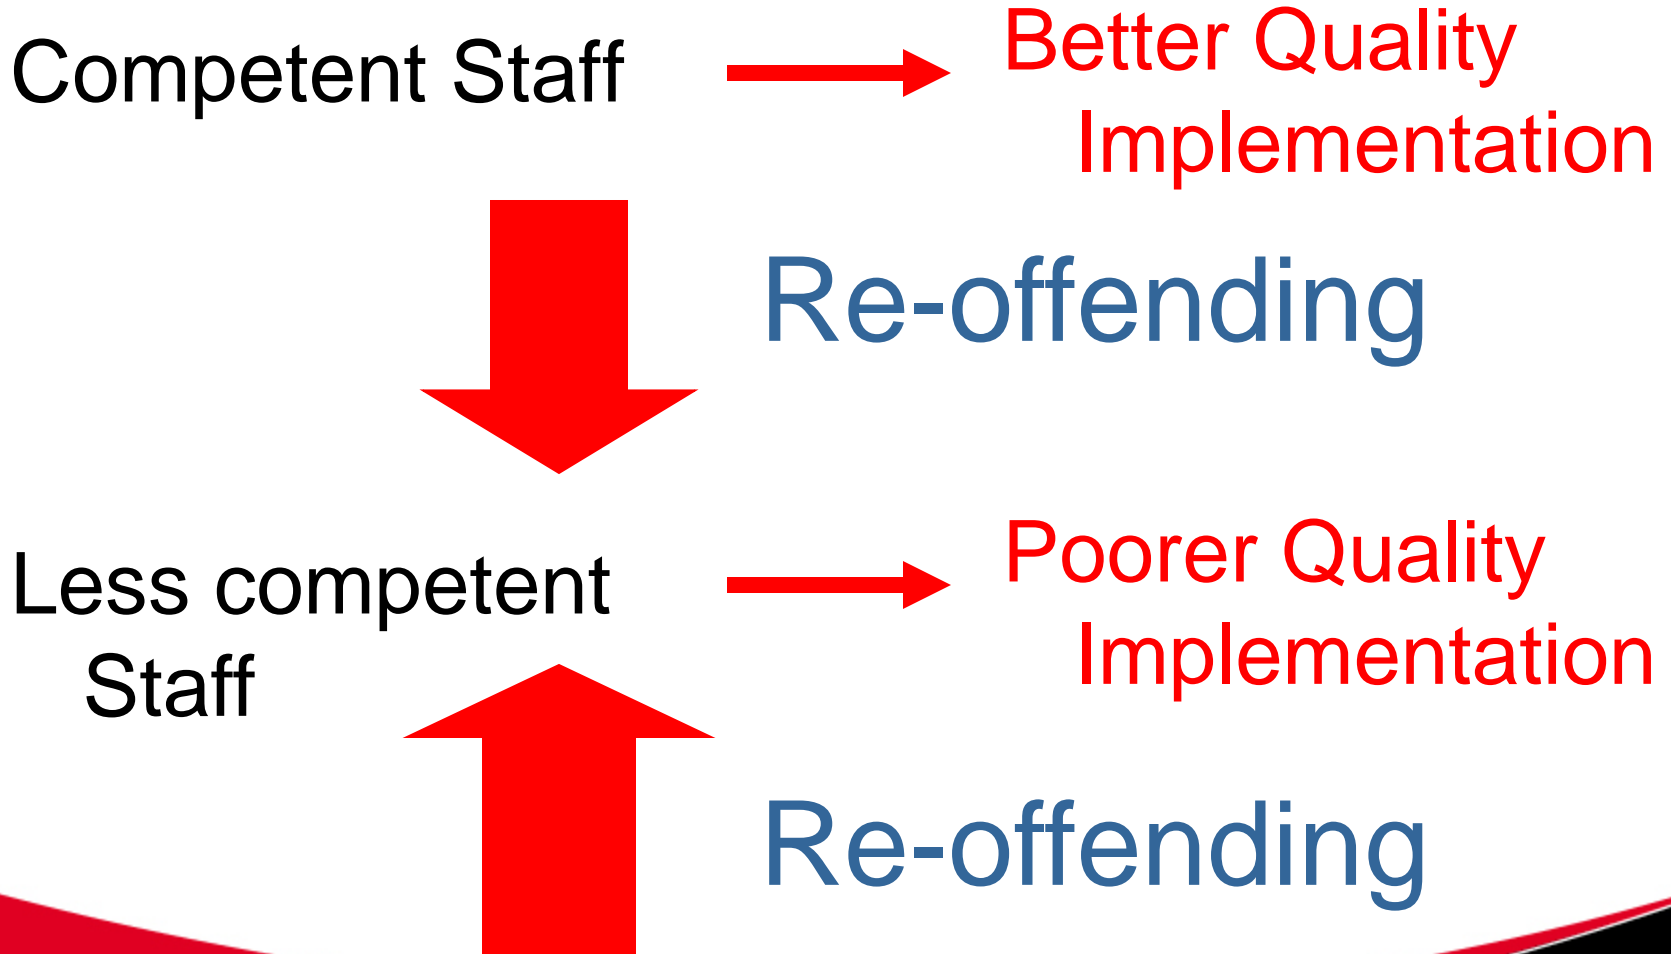 Competent Staff
Better Quality
Implementation
Re-offending
Less competent
Staff
Poorer Quality
Implementation
Re-offending